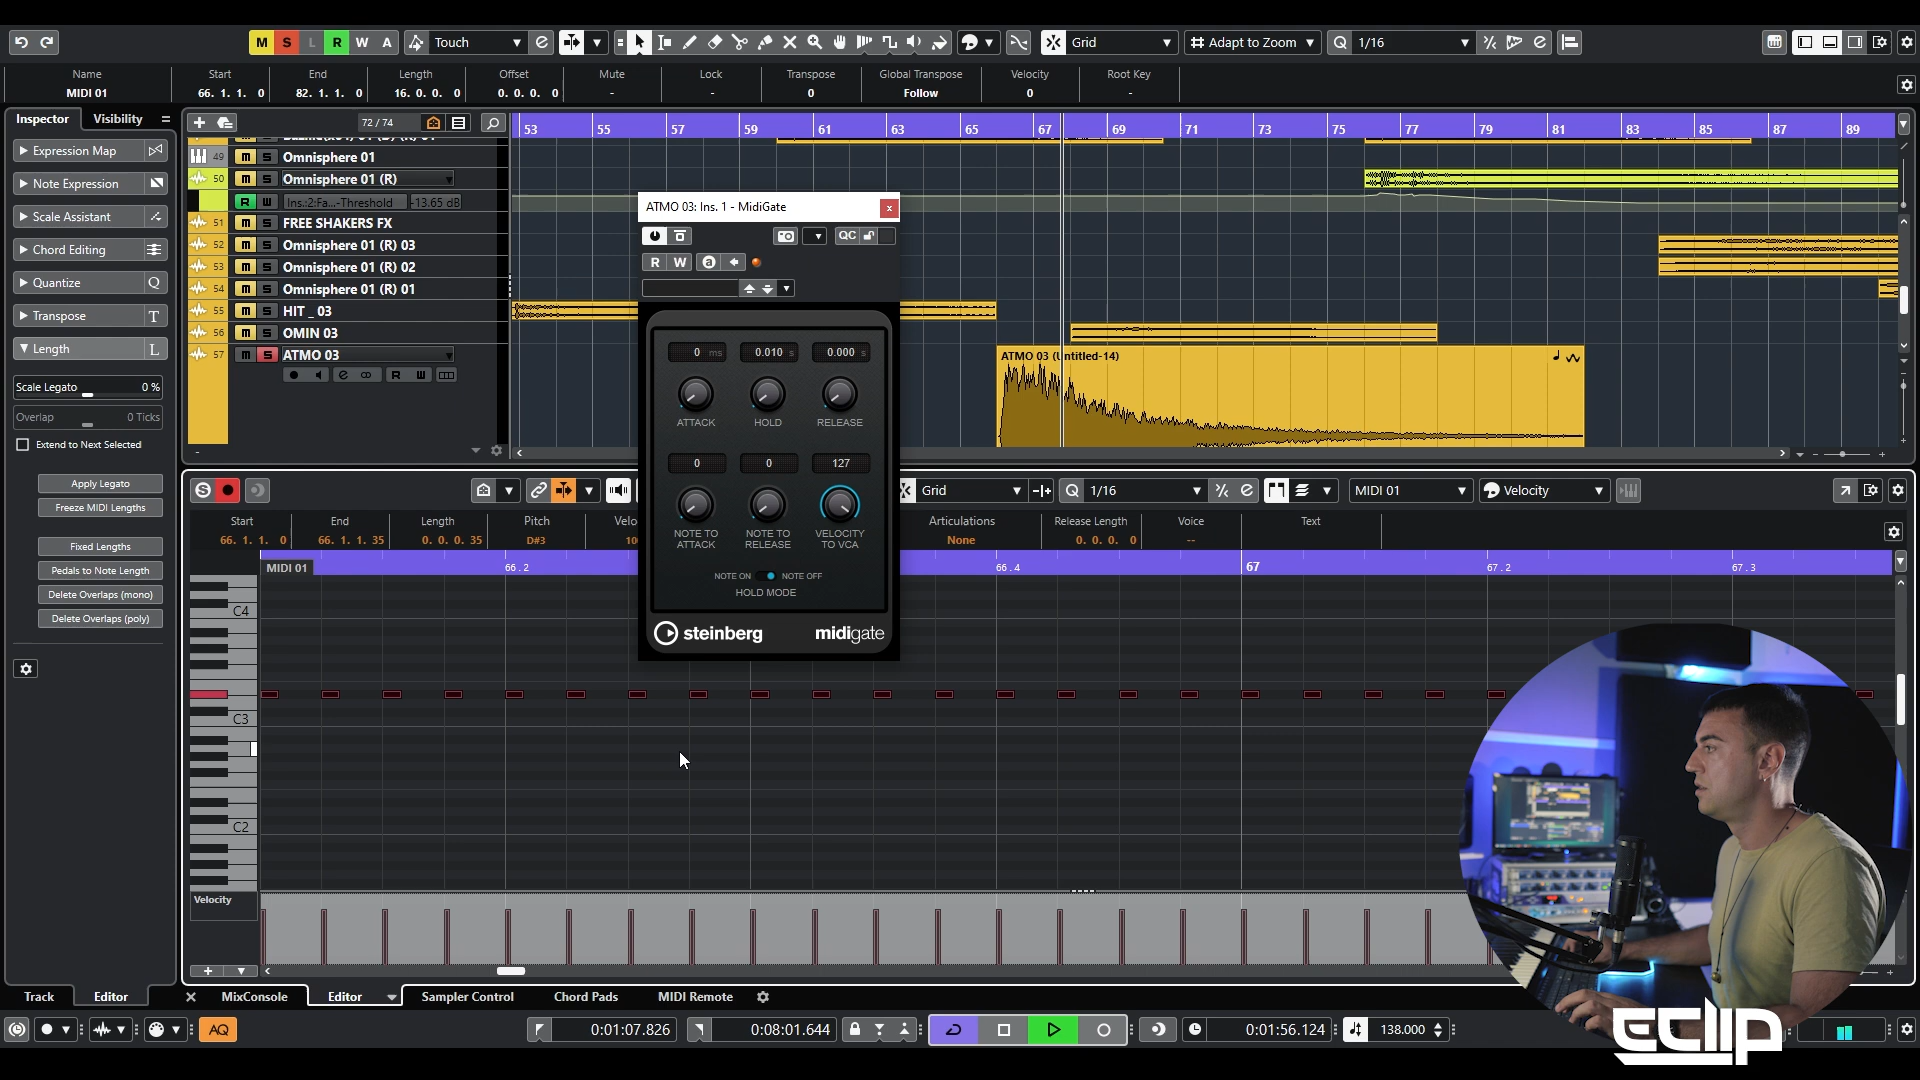 M S L R W A Touch Grid Adapt to Zoom Q 1/16
Name Start End Length Offset Mute Lock Transpose Global Transpose Velocity Root Key
MIDI 01 66. 1. 1. 0 82. 1. 1. 0 16. 0. 0. 0 0. 0. 0. 0 - - 0 Follow 0 -
Inspector Visibility
Expression Map
Note Expression
Scale Assistant
Chord Editing
Quantize Q
Transpose T
Length L
Scale Legato 0 %
Overlap 0 Ticks
Extend to Next Selected
Apply Legato
Freeze MIDI Lengths
Fixed Lengths
Pedals to Note Length
Delete Overlaps (mono)
Delete Overlaps (poly)
72 / 74
53 55 57 59 61 63 65 67 69 71 73 75 77 79 81 83 85 87 89
49 m S Omnisphere 01
50 m S Omnisphere 01 (R)
R W Ins.:2:Fa...-Threshold -13.65 dB
51 m S FREE SHAKERS FX
52 m S Omnisphere 01 (R) 03
53 m S Omnisphere 01 (R) 02
54 m S Omnisphere 01 (R) 01
55 m S HIT _ 03
56 m S OMIN 03
57 m S ATMO 03
R W
ATMO 03 (Untitled-14)
ATMO 03: Ins. 1 - MidiGate x
QC
R W a
0 ms 0.010 s 0.000 s
ATTACK HOLD RELEASE
0 0 127
NOTE TO ATTACK NOTE TO RELEASE VELOCITY TO VCA
NOTE ON NOTE OFF
HOLD MODE
steinberg midigate
S Grid Q 1/16 MIDI 01 Velocity
Start End Length Pitch Articulations Release Length Voice Text
66. 1. 1. 0 66. 1. 1. 35 0. 0. 0. 35 D#3 None 0. 0. 0. 0 --
MIDI 01 66.2 66.4 67 67.2 67.3
C4
C3
C2
Velocity
Track Editor MixConsole Editor Sampler Control Chord Pads MIDI Remote
AQ 0:01:07.826 0:08:01.644 0:01:56.124 138.000
ECLIP